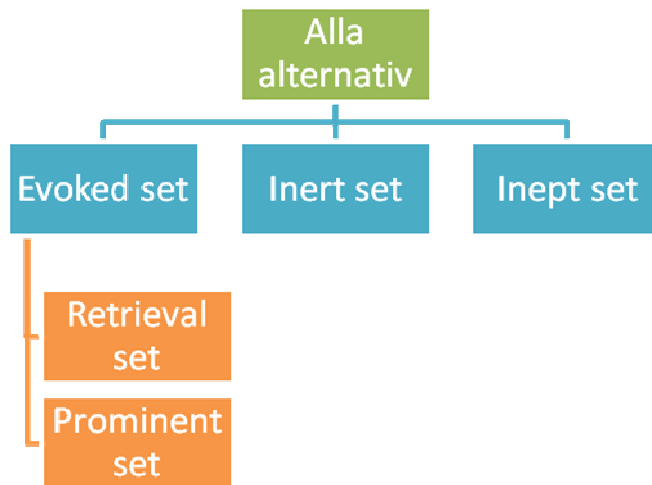 Alla
alternativ
Evoked set
Inert set
Inept set
Retrieval
set
Prominent
set